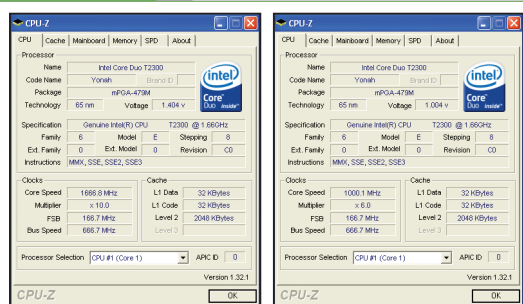 CPU-Z
CPU Cache Mainboard Memory SPD About
Processor
Name Intel Core Duo T2300
Code Name Yonah Brand ID
Package mPGA-479M
Technology 65 nm Voltage 1.404 v
intel
Core Duo inside
Specification Genuine Intel(R) CPU T2300 @ 1.66GHz
Family 6 Model E Stepping 8
Ext. Family 0 Ext. Model 0 Revision C0
Instructions MMX, SSE, SSE2, SSE3
Clocks
Core Speed 1666.8 MHz
Multiplier x 10.0
FSB 166.7 MHz
Bus Speed 666.7 MHz
Cache
L1 Data 32 KBytes
L1 Code 32 KBytes
Level 2 2048 KBytes
Level 3
Processor Selection CPU #1 (Core 1) APIC ID 0
Version 1.32.1
CPU-Z OK
CPU-Z
CPU Cache Mainboard Memory SPD About
Processor
Name Intel Core Duo T2300
Code Name Yonah Brand ID
Package mPGA-479M
Technology 65 nm Voltage 1.004 v
intel
Core Duo inside
Specification Genuine Intel(R) CPU T2300 @ 1.66GHz
Family 6 Model E Stepping 8
Ext. Family 0 Ext. Model 0 Revision C0
Instructions MMX, SSE, SSE2, SSE3
Clocks
Core Speed 1000.1 MHz
Multiplier x 6.0
FSB 166.7 MHz
Bus Speed 666.7 MHz
Cache
L1 Data 32 KBytes
L1 Code 32 KBytes
Level 2 2048 KBytes
Level 3
Processor Selection CPU #1 (Core 1) APIC ID 0
Version 1.32.1
CPU-Z OK